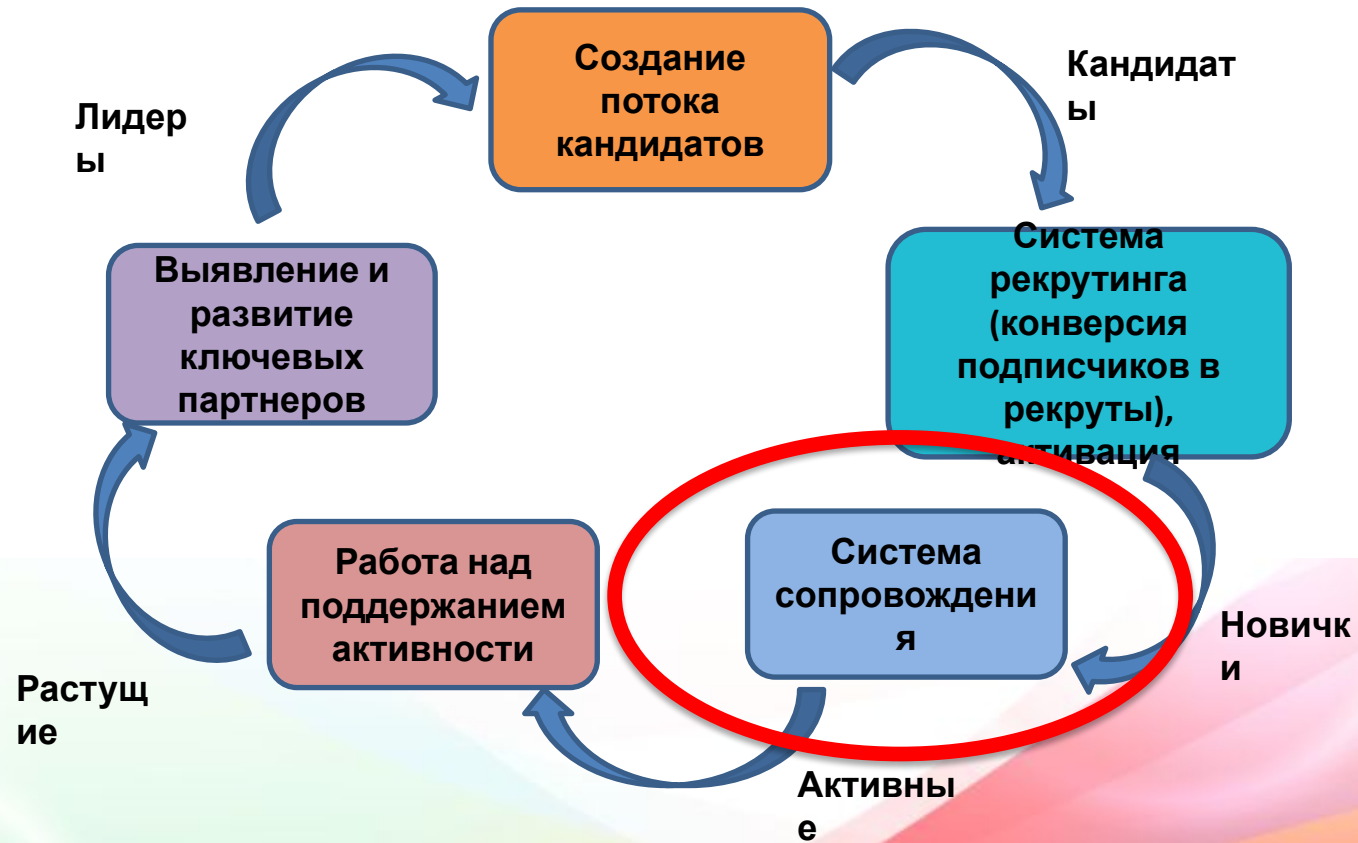 Создание
потока
кандидатов
Кандидат
ы
Система
рекрутинга
(конверсия
подписчиков в
рекруты),
активация
Новичк
и
Система
сопровождени
я
Активны
е
Работа над
поддержанием
активности
Растущ
ие
Выявление и
развитие
ключевых
партнеров
Лидер
ы